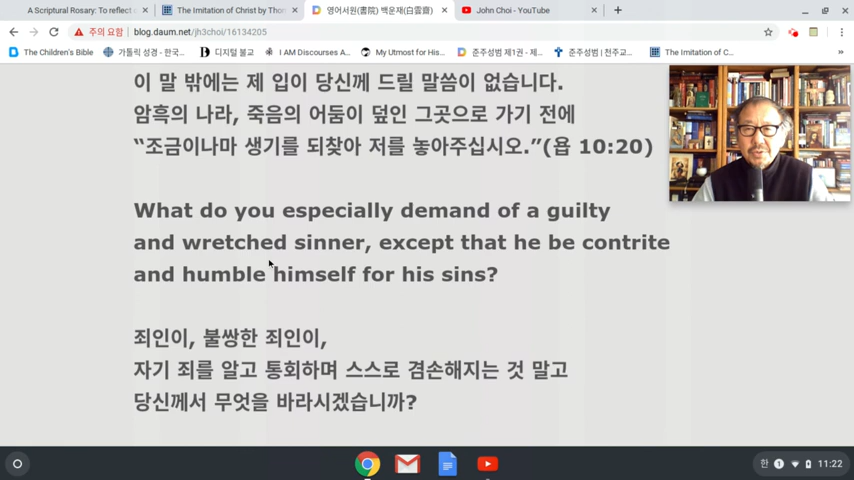 A Scriptural Rosary: To reflect
The Imitation of Christ by Thom
영어서원(書院) 백운재(白雲齋)
John Choi - YouTube
주의 요함
blog.daum.net/jh3choi/16134205
The Children's Bible
가톨릭 성경 - 한국...
디지털 불교
I AM Discourses A...
My Utmost for His...
준주성범 제1권 - 제...
준주성범 | 천주교...
The Imitation of C...
이 말 밖에는 제 입이 당신께 드릴 말씀이 없습니다.
암흑의 나라, 죽음의 어둠이 덮인 그곳으로 가기 전에
“조금이나마 생기를 되찾아 저를 놓아주십시오.”(욥 10:20)
What do you especially demand of a guilty
and wretched sinner, except that he be contrite
and humble himself for his sins?
죄인이, 불쌍한 죄인이,
자기 죄를 알고 통회하며 스스로 겸손해지는 것 말고
당신께서 무엇을 바라시겠습니까?
한 1 11:22